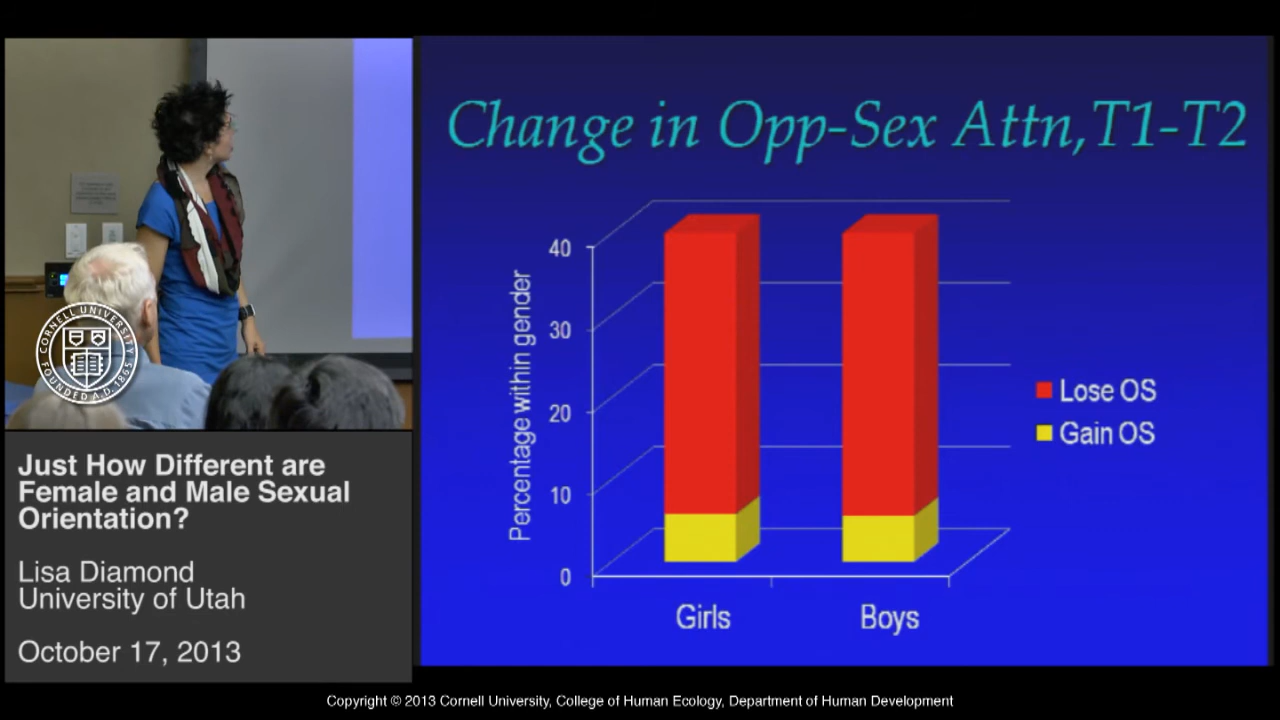 Change in Opp-Sex Attn,T1-T2
Percentage within gender
40
30
20
10
0
Girls
Boys
Lose OS
Gain OS
CORNELL UNIVERSITY
FOUNDED A.D. 1865
Just How Different are
Female and Male Sexual
Orientation?
Lisa Diamond
University of Utah
October 17, 2013
Copyright © 2013 Cornell University, College of Human Ecology, Department of Human Development